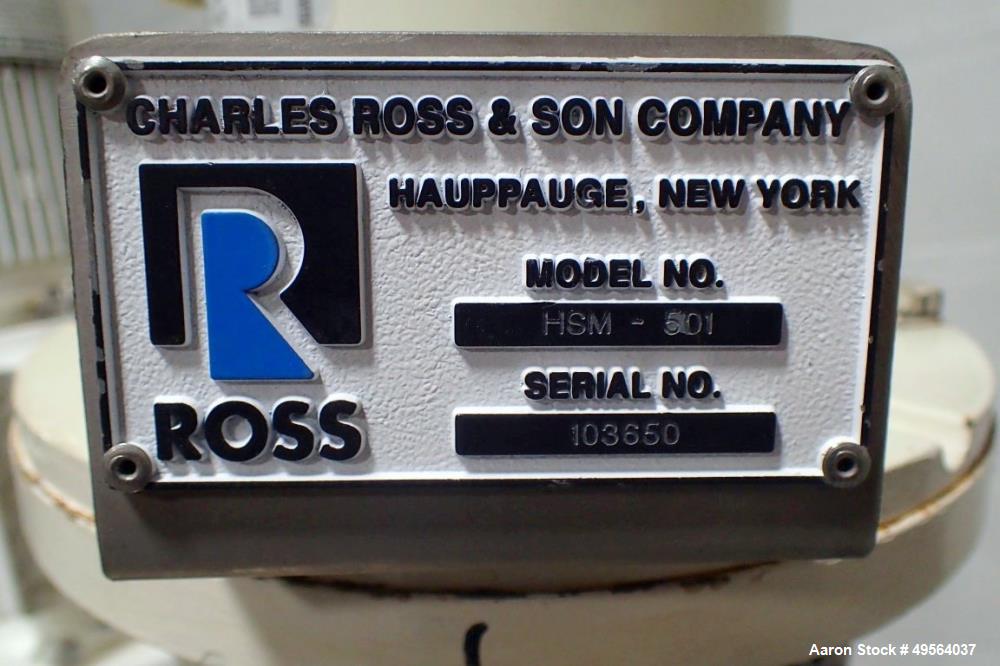 CHARLES ROSS & SON COMPANY
HAUPPAUGE, NEW YORK
MODEL NO.
HSM - 501
SERIAL NO.
103650
R
ROSS
Aaron Stock # 49564037